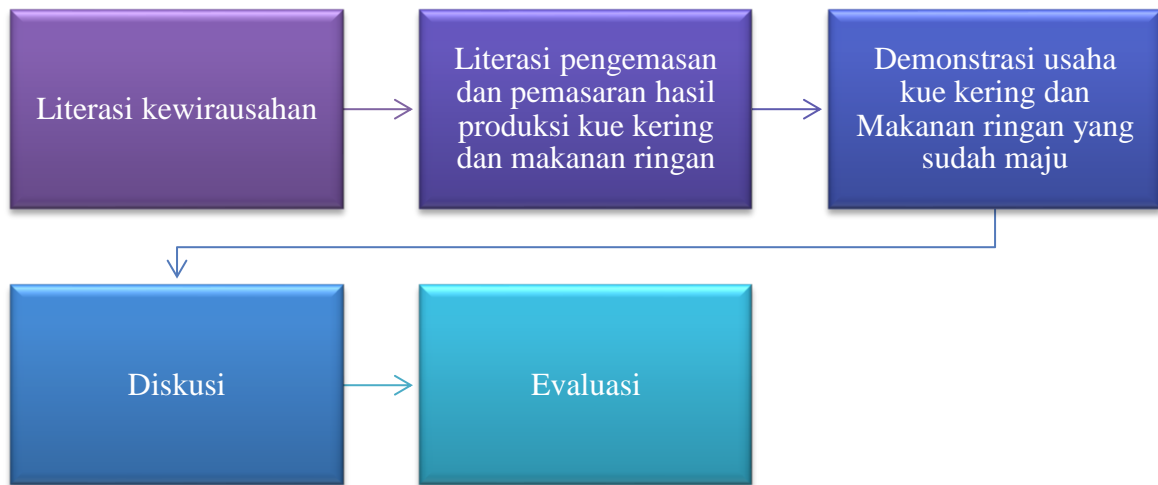 Literasi kewirausahan
Literasi pengemasan
dan pemasaran hasil
produksi kue kering
dan makanan ringan
Demonstrasi usaha
kue kering dan
Makanan ringan yang
sudah maju
Diskusi
Evaluasi